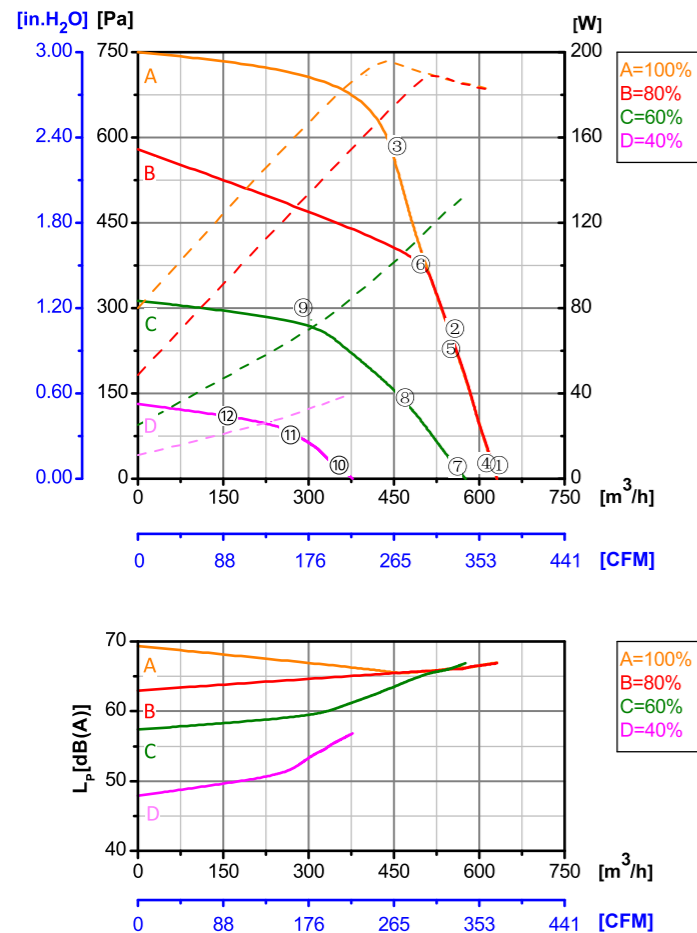 [in.H2O] [Pa] [W]
3.00 750 200
A=100%
B=80%
C=60%
D=40%
A
2.40 600 160
③
B
1.80 450 120
⑥
1.20 300 80
⑨
②
C
⑤
0.60 150 40
⑧
⑫
D
⑪
⑩ ⑦ ④ ①
0.00 0 0
0 150 300 450 600 750 [m3/h]
0 88 176 265 353 441 [CFM]
70
A=100%
B=80%
C=60%
D=40%
A
60
B
C
50
D
40
LP[dB(A)]
0 150 300 450 600 750 [m3/h]
0 88 176 265 353 441 [CFM]